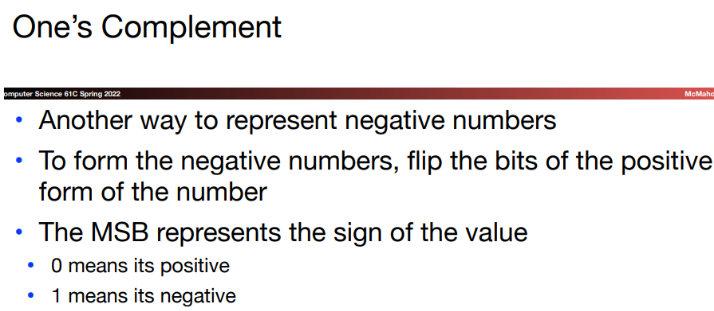 One's Complement
omputer Science 61C Spring 2022
McMaho
• Another way to represent negative numbers
• To form the negative numbers, flip the bits of the positive
form of the number
• The MSB represents the sign of the value
• 0 means its positive
• 1 means its negative